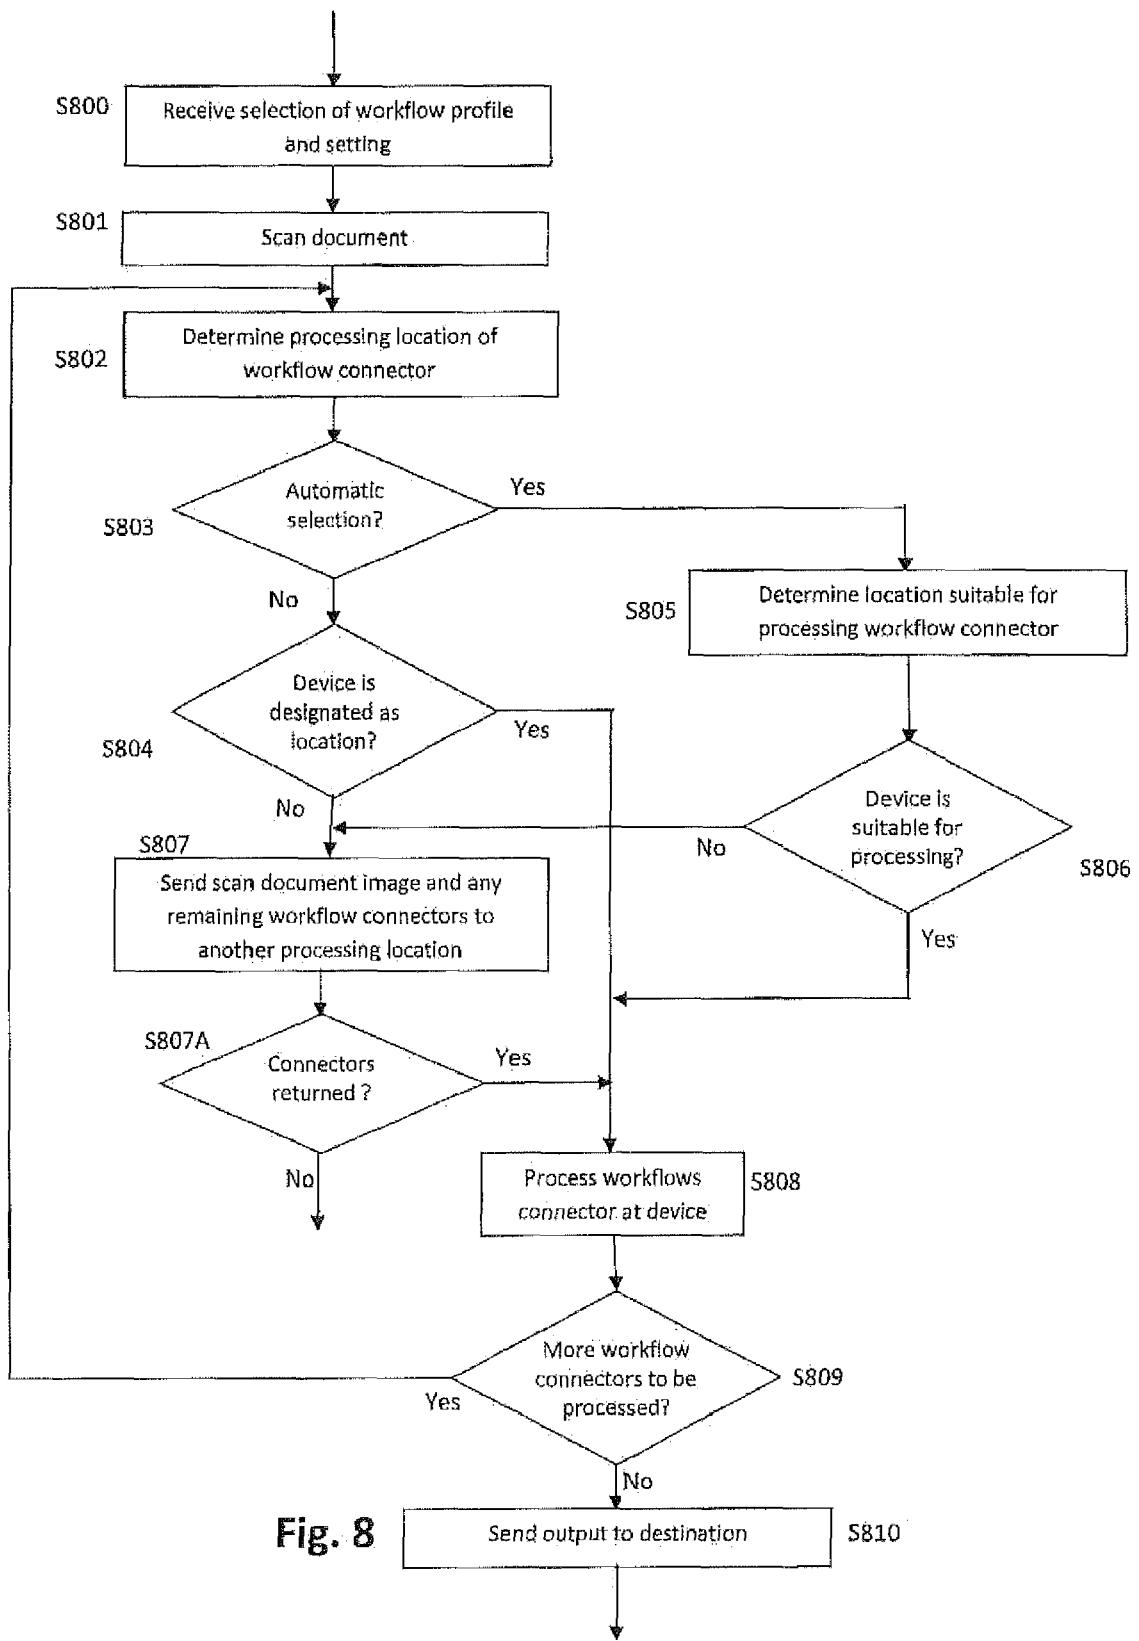 S800
Receive selection of workflow profile
and setting
S801
Scan document
S802
Determine processing location of
workflow connector
S803
Automatic
selection?
Yes
No
S805
Determine location suitable for
processing workflow connector
S804
Device is
designated as
location?
Yes
No
Device is
suitable for
processing?
No
S806
Yes
S807
Send scan document image and any
remaining workflow connectors to
another processing location
S807A
Connectors
returned ?
Yes
No
Process workflows
connector at device
S808
More workflow
connectors to be
processed?
S809
Yes
No
Fig. 8
Send output to destination
S810